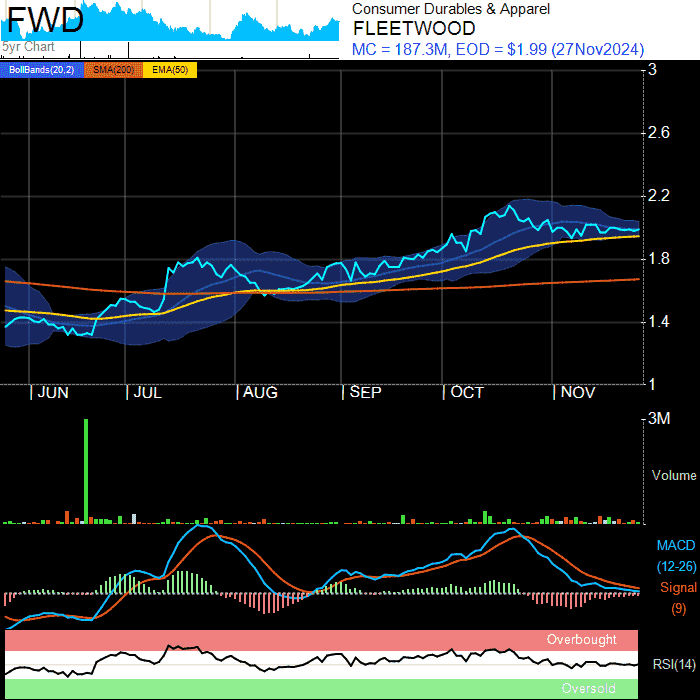 FWD
5yr Chart
Consumer Durables & Apparel
FLEETWOOD
MC = 187.3M, EOD = $1.99 (27Nov2024)
BollBands(20,2) SMA(200) EMA(50)
3
2.6
2.2
1.8
1.4
1
JUN JUL AUG SEP OCT NOV
3M
Volume
MACD
(12-26)
Signal
(9)
Overbought
RSI(14)
Oversold